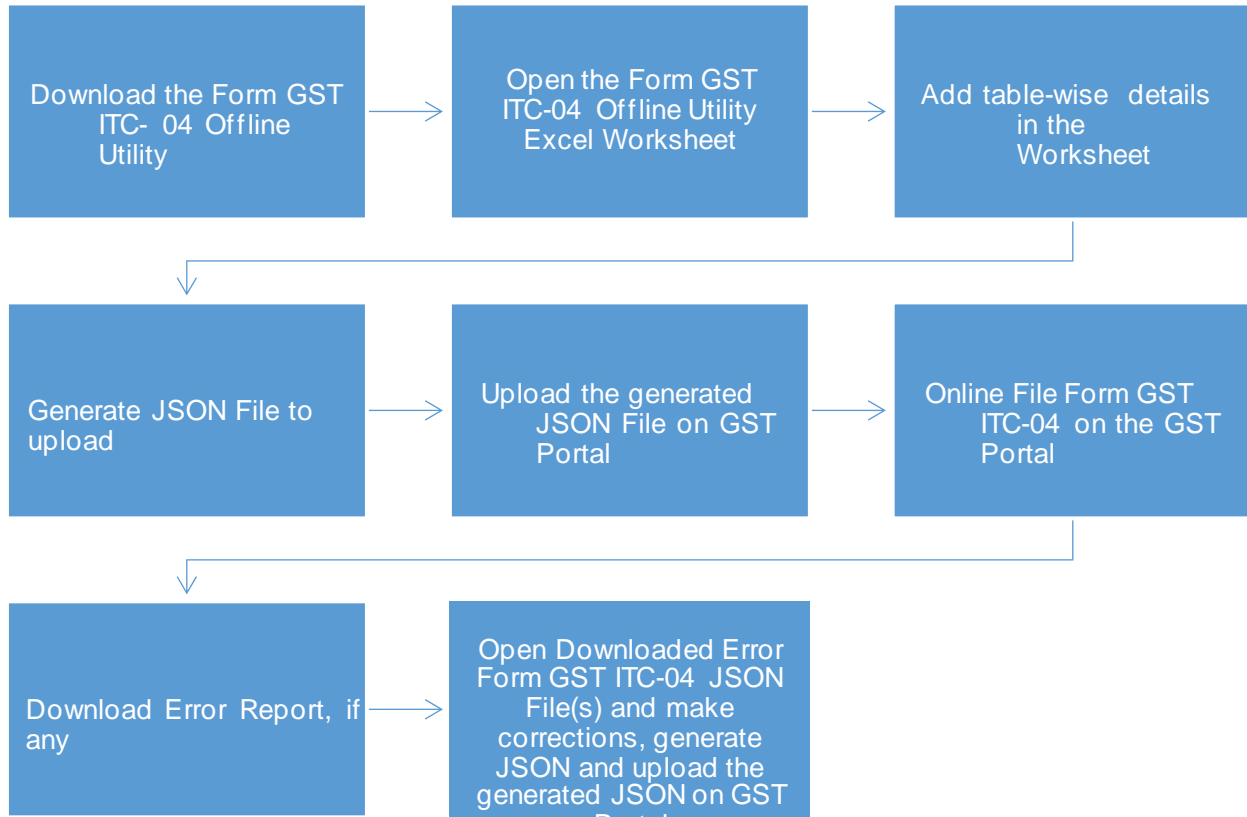 Download the Form GST
ITC- 04 Offline
Utility
Open the Form GST
ITC-04 Offline Utility
Excel Worksheet
Add table-wise details
in the
Worksheet
Generate JSON File to
upload
Upload the generated
JSON File on GST
Portal
Online File Form GST
ITC-04 on the GST
Portal
Download Error Report, if
any
Open Downloaded Error
Form GST ITC-04 JSON
File(s) and make
corrections, generate
JSON and upload the
generated JSON on GST